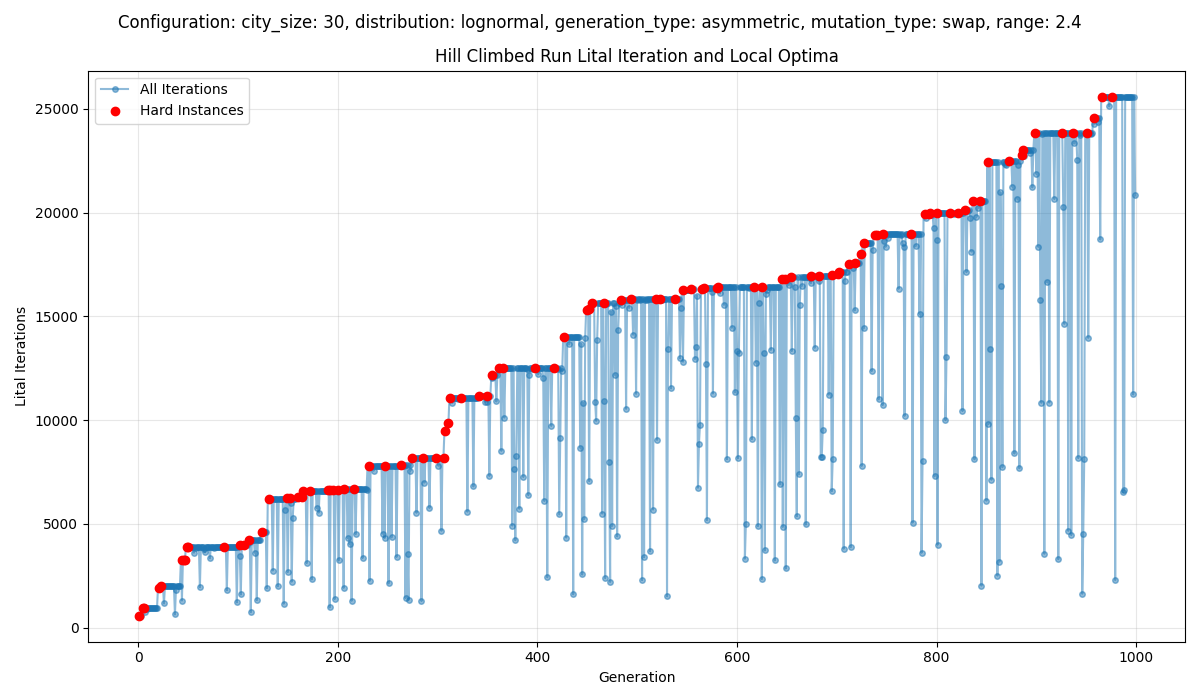 Configuration: city_size: 30, distribution: lognormal, generation_type: asymmetric, mutation_type: swap, range: 2.4
Hill Climbed Run Lital Iteration and Local Optima
All Iterations
Hard Instances
25000
20000
15000
10000
5000
0
Lital Iterations
0 200 400 600 800 1000
Generation